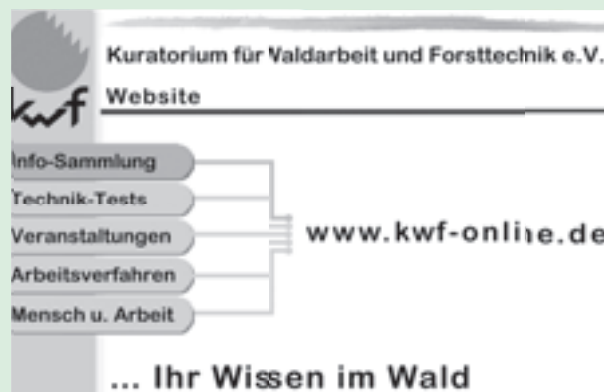 Kuratorium für Waldarbeit und Forsttechnik e.V.
kwf
Website
Info-Sammlung
Technik-Tests
Veranstaltungen
www.kwf-online.de
Arbeitsverfahren
Mensch u. Arbeit
... Ihr Wissen im Wald